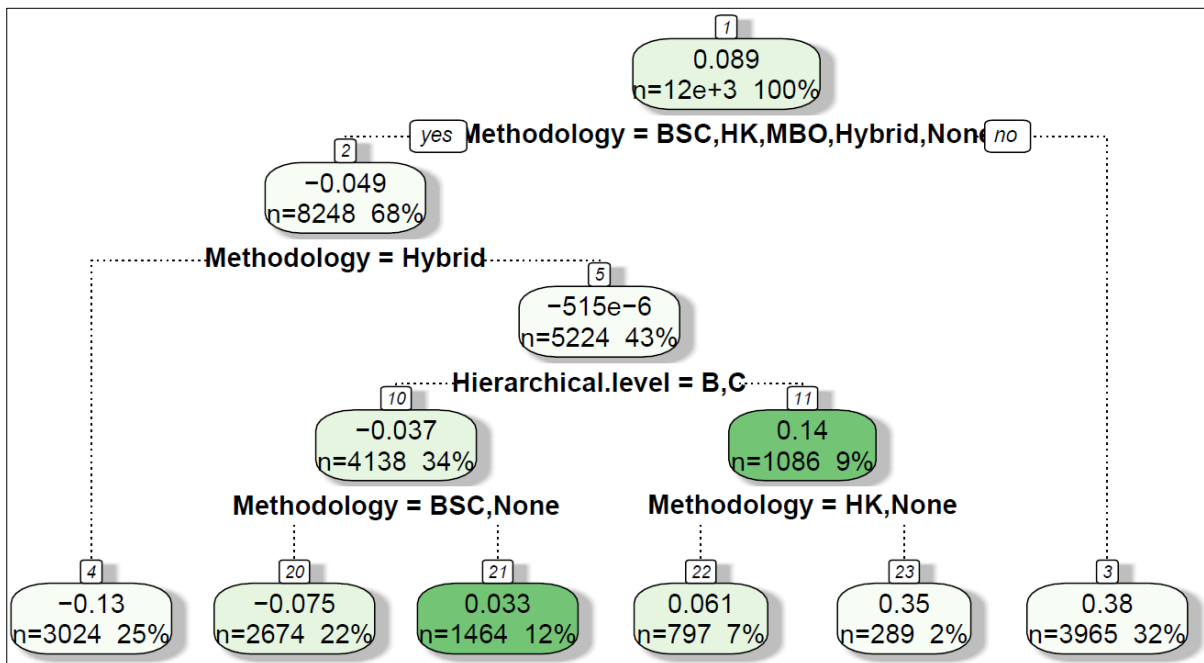 1
0.089
n=12e+3 100%
yes Methodology = BSC,HK,MBO,Hybrid,None no
2
−0.049
n=8248 68%
Methodology = Hybrid
5
−515e−6
n=5224 43%
Hierarchical.level = B,C
10
−0.037
n=4138 34%
11
0.14
n=1086 9%
Methodology = BSC,None
Methodology = HK,None
4
−0.13
n=3024 25%
20
−0.075
n=2674 22%
21
0.033
n=1464 12%
22
0.061
n=797 7%
23
0.35
n=289 2%
3
0.38
n=3965 32%